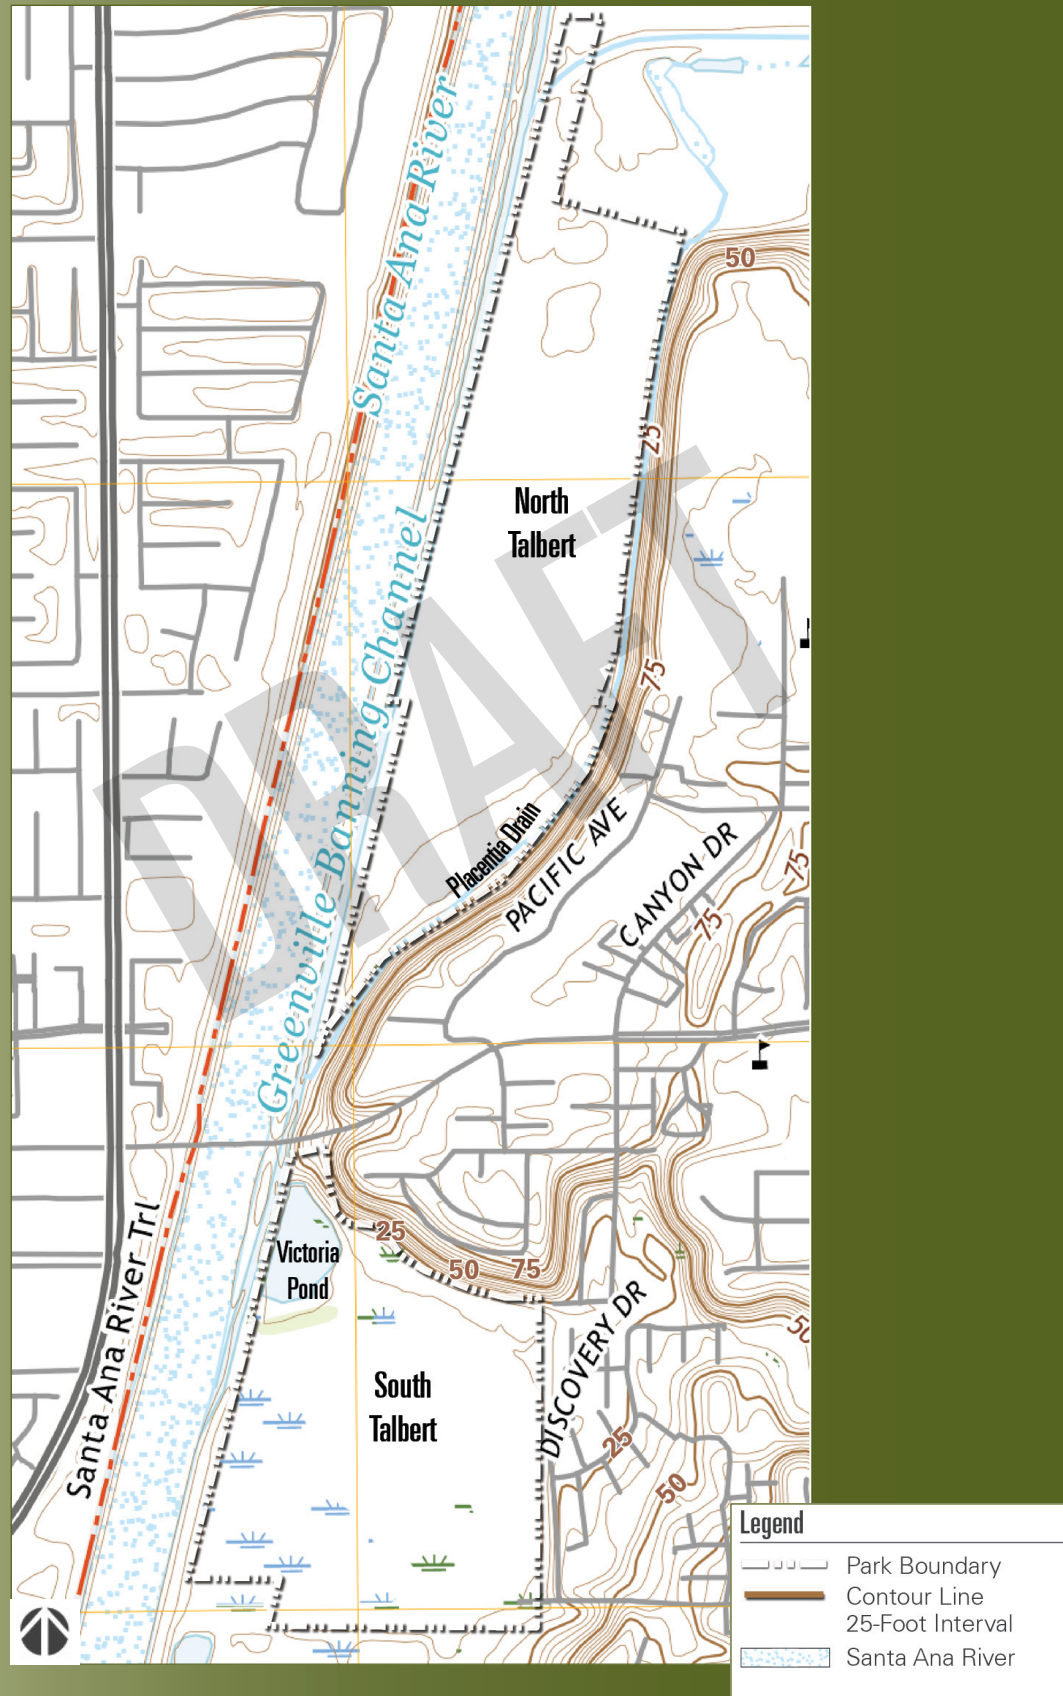 Santa Ana River
50
25
North
Talbert
DRAFT
Greenville Banning Channel
75
Placentia Drain
PACIFIC AVE
CANYON DR
75
75
Santa Ana River Trl
25
50
75
Victoria
Pond
DISCOVERY DR
50
South
Talbert
25
50
Legend
Park Boundary
Contour Line
25-Foot Interval
Santa Ana River